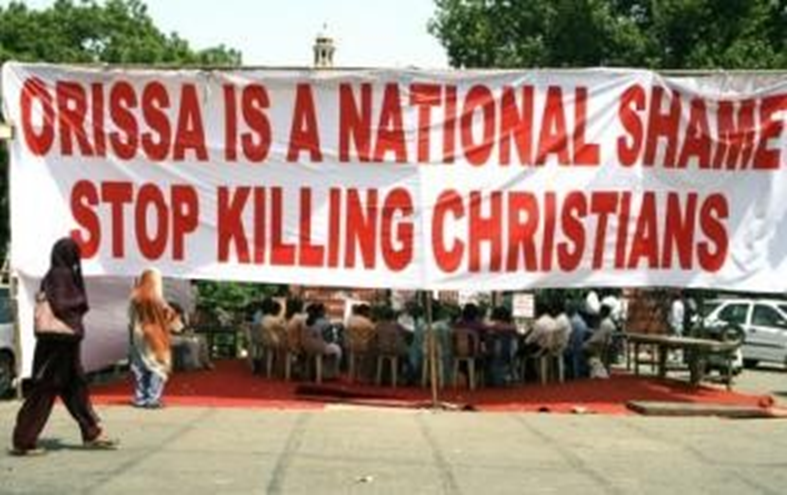 ORISSA IS A NATIONAL SHAME
STOP KILLING CHRISTIANS